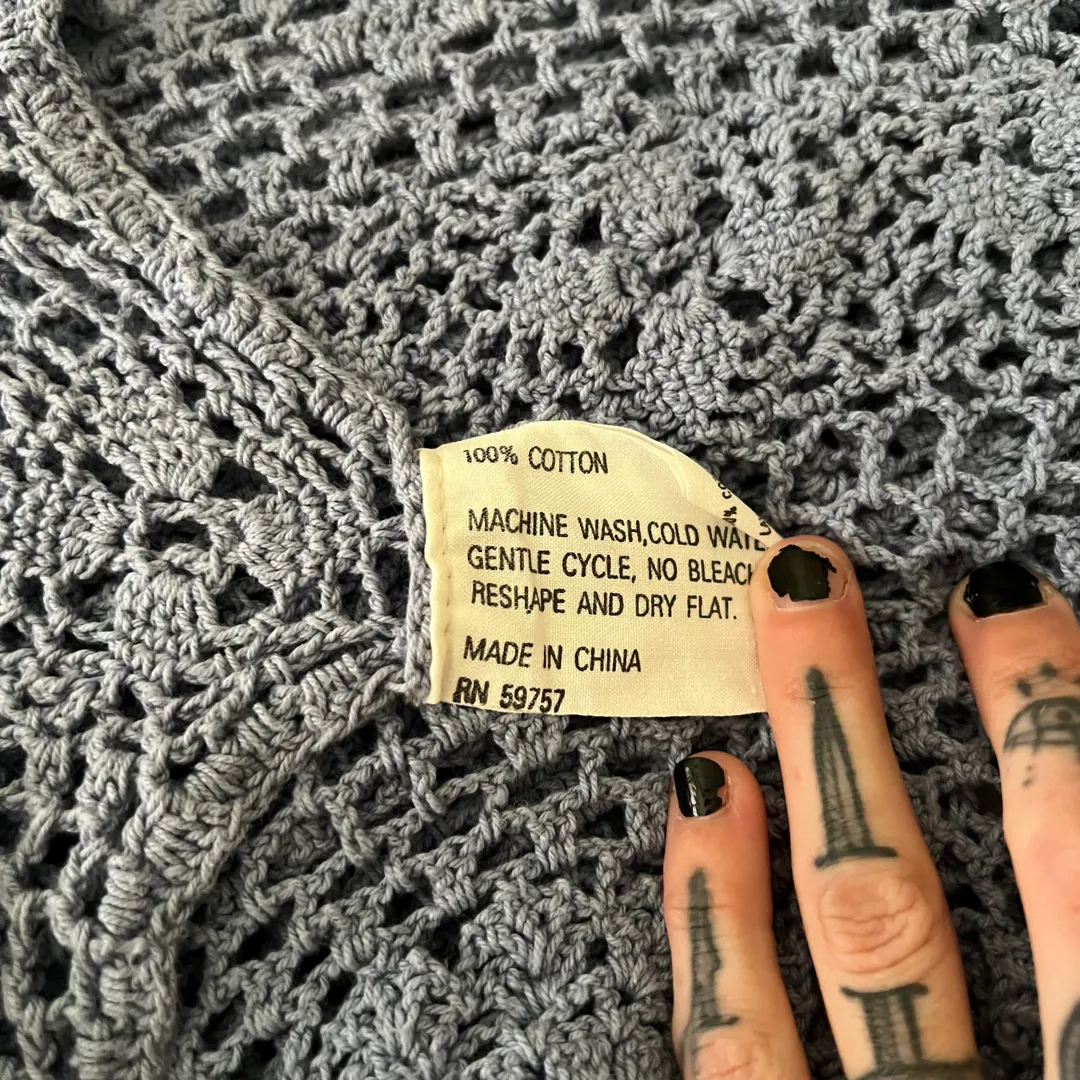 100% COTTON
MACHINE WASH,COLD WATE
GENTLE CYCLE, NO BLEACH
RESHAPE AND DRY FLAT.
MADE IN CHINA
RN 59757